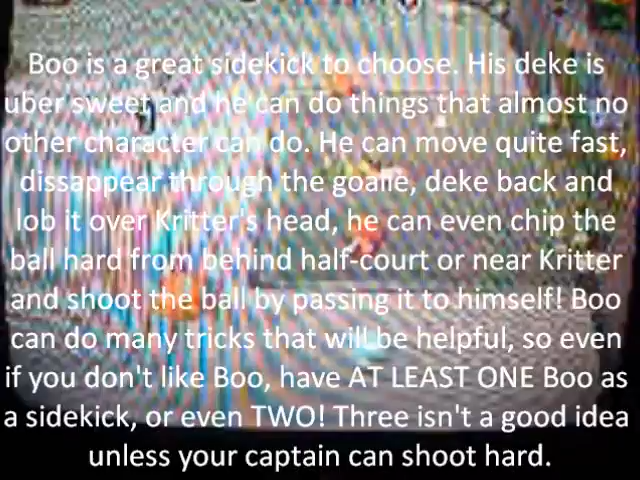 Boo is a great sidekick to choose. His deke is
uber sweet and he can do things that almost no
other character can do. He can move quite fast,
dissappear through the goalie, deke back and
lob it over Kritter's head, he can even chip the
ball hard from behind half-court or near Kritter
and shoot the ball by passing it to himself! Boo
can do many tricks that will be helpful, so even
if you don't like Boo, have AT LEAST ONE Boo as
a sidekick, or even TWO! Three isn't a good idea
unless your captain can shoot hard.